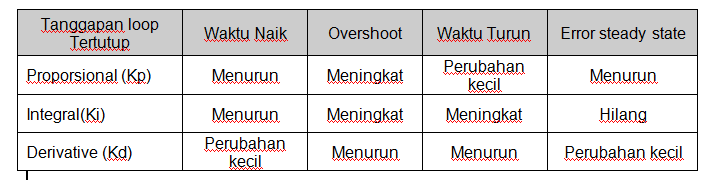 Tanggapan loop Tertutup | Waktu Naik | Overshoot | Waktu Turun | Error steady state
Proporsional (Kp) | Menurun | Meningkat | Perubahan kecil | Menurun
Integral(Ki) | Menurun | Meningkat | Meningkat | Hilang
Derivative (Kd) | Perubahan kecil | Menurun | Menurun | Perubahan kecil